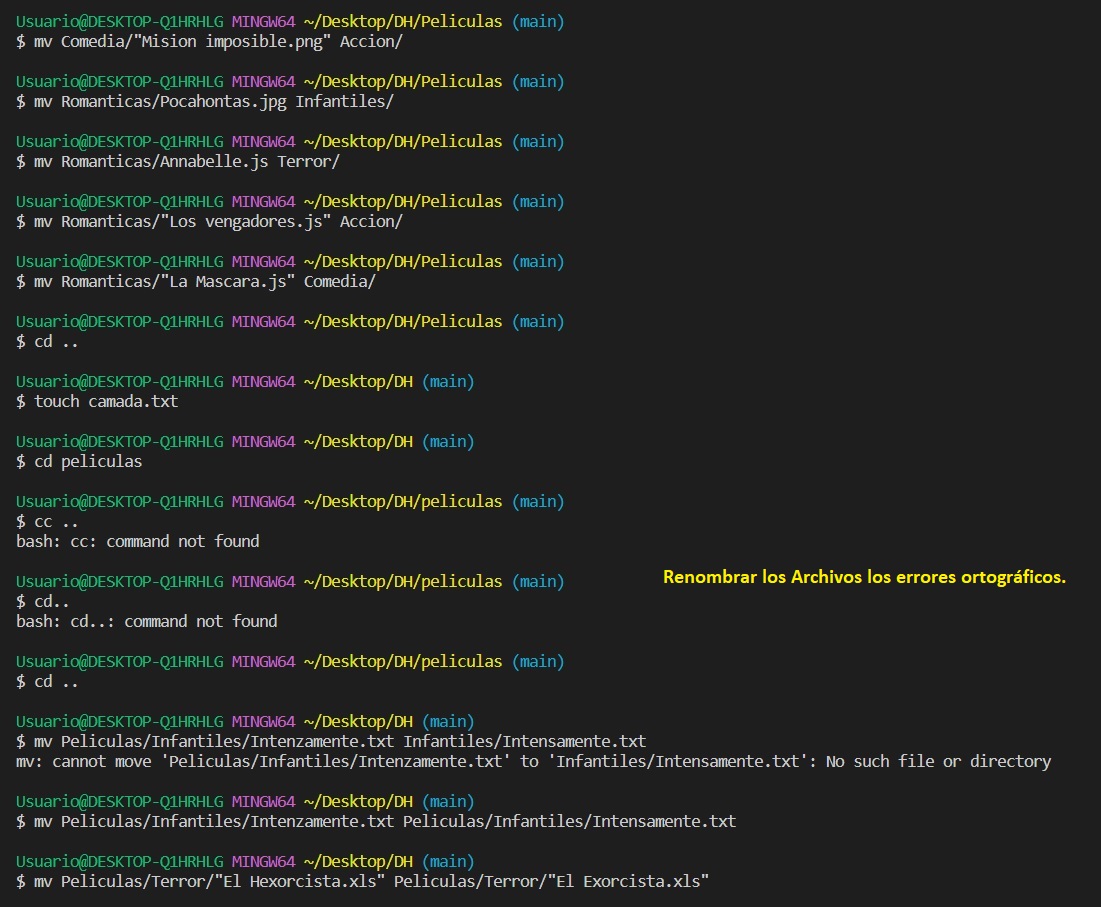 Usuario@DESKTOP-Q1HRHLG MINGW64 ~/Desktop/DH/Peliculas (main)
$ mv Comedia/"Mision imposible.png" Accion/
Usuario@DESKTOP-Q1HRHLG MINGW64 ~/Desktop/DH/Peliculas (main)
$ mv Romanticas/Pocahontas.jpg Infantiles/
Usuario@DESKTOP-Q1HRHLG MINGW64 ~/Desktop/DH/Peliculas (main)
$ mv Romanticas/Annabelle.js Terror/
Usuario@DESKTOP-Q1HRHLG MINGW64 ~/Desktop/DH/Peliculas (main)
$ mv Romanticas/"Los vengadores.js" Accion/
Usuario@DESKTOP-Q1HRHLG MINGW64 ~/Desktop/DH/Peliculas (main)
$ mv Romanticas/"La Mascara.js" Comedia/
Usuario@DESKTOP-Q1HRHLG MINGW64 ~/Desktop/DH/Peliculas (main)
$ cd ..
Usuario@DESKTOP-Q1HRHLG MINGW64 ~/Desktop/DH (main)
$ touch camada.txt
Usuario@DESKTOP-Q1HRHLG MINGW64 ~/Desktop/DH (main)
$ cd peliculas
Usuario@DESKTOP-Q1HRHLG MINGW64 ~/Desktop/DH/peliculas (main)
$ cc ..
bash: cc: command not found
Usuario@DESKTOP-Q1HRHLG MINGW64 ~/Desktop/DH/peliculas (main)
Renombrar los Archivos los errores ortográficos.
$ cd..
bash: cd..: command not found
Usuario@DESKTOP-Q1HRHLG MINGW64 ~/Desktop/DH/peliculas (main)
$ cd ..
Usuario@DESKTOP-Q1HRHLG MINGW64 ~/Desktop/DH (main)
$ mv Peliculas/Infantiles/Intenzamente.txt Infantiles/Intensamente.txt
mv: cannot move 'Peliculas/Infantiles/Intenzamente.txt' to 'Infantiles/Intensamente.txt': No such file or directory
Usuario@DESKTOP-Q1HRHLG MINGW64 ~/Desktop/DH (main)
$ mv Peliculas/Infantiles/Intenzamente.txt Peliculas/Infantiles/Intensamente.txt
Usuario@DESKTOP-Q1HRHLG MINGW64 ~/Desktop/DH (main)
$ mv Peliculas/Terror/"El Hexorcista.xls" Peliculas/Terror/"El Exorcista.xls"